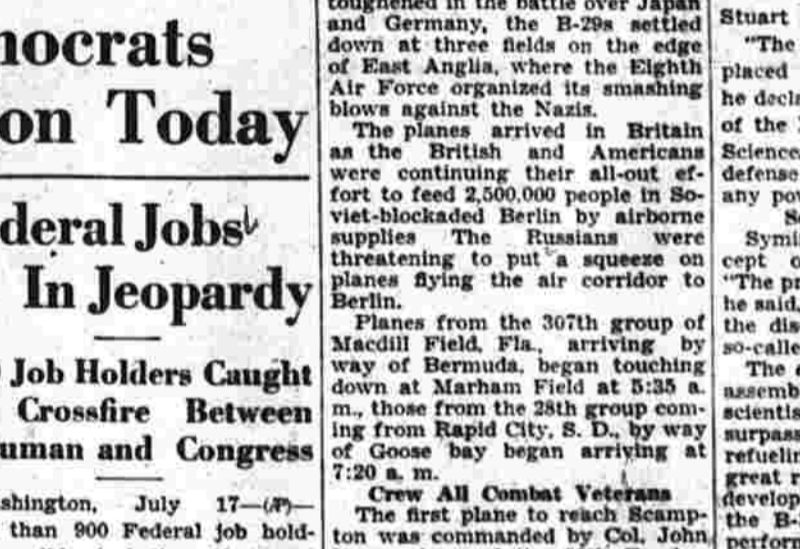 nocrats
on Today
deral Jobs
In Jeopardy
Job Holders Caught
Crossfire Between
uman and Congress
shington, July 17—(AP)—
than 900 Federal job hold-
toughened in the battle over Japan
and Germany, the B-29s settled
down at three fields on the edge
of East Anglia, where the Eighth
Air Force organized its smashing
blows against the Nazis.
The planes arrived in Britain
as the British and Americans
were continuing their all-out ef-
fort to feed 2,500,000 people in So-
viet-blockaded Berlin by airborne
supplies The Russians were
threatening to put a squeeze on
planes flying the air corridor to
Berlin.
Planes from the 307th group of
Macdill Field, Fla., arriving by
way of Bermuda, began touching
down at Marham Field at 5:35 a.
m., those from the 28th group com-
ing from Rapid City, S. D., by way
of Goose bay began arriving at
7:20 a. m.
Crew All Combat Veterans
The first plane to reach Scamp-
ton was commanded by Col. John
Stuart
"The
placed
he decla
of the
Science
defense
any pov
Symi
cept o
"The pr
he said,
the dis
so-calle
The
assemb
scientis
surpass
refuelin
great r
develop
the B-
perform